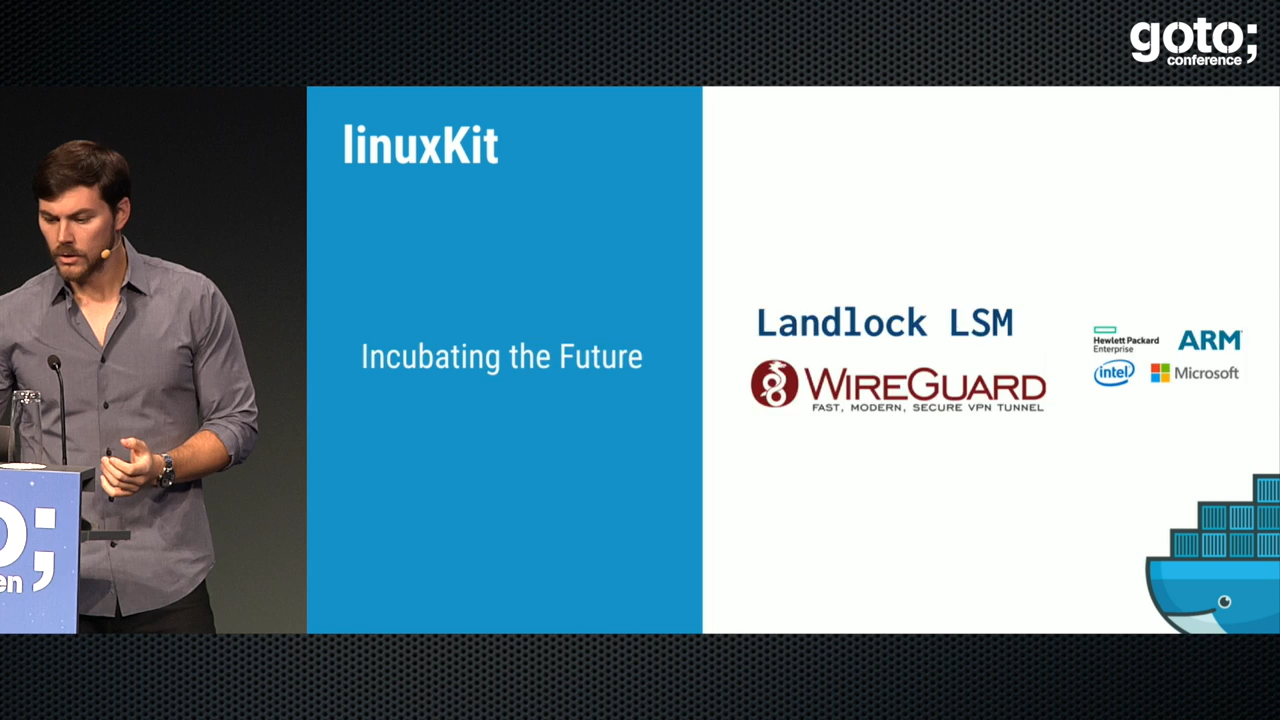 goto;
conference
linuxKit
Incubating the Future
Landlock LSM
WIREGUARD
FAST, MODERN, SECURE VPN TUNNEL
Hewlett Packard
Enterprise
ARM
intel
Microsoft
o;
en